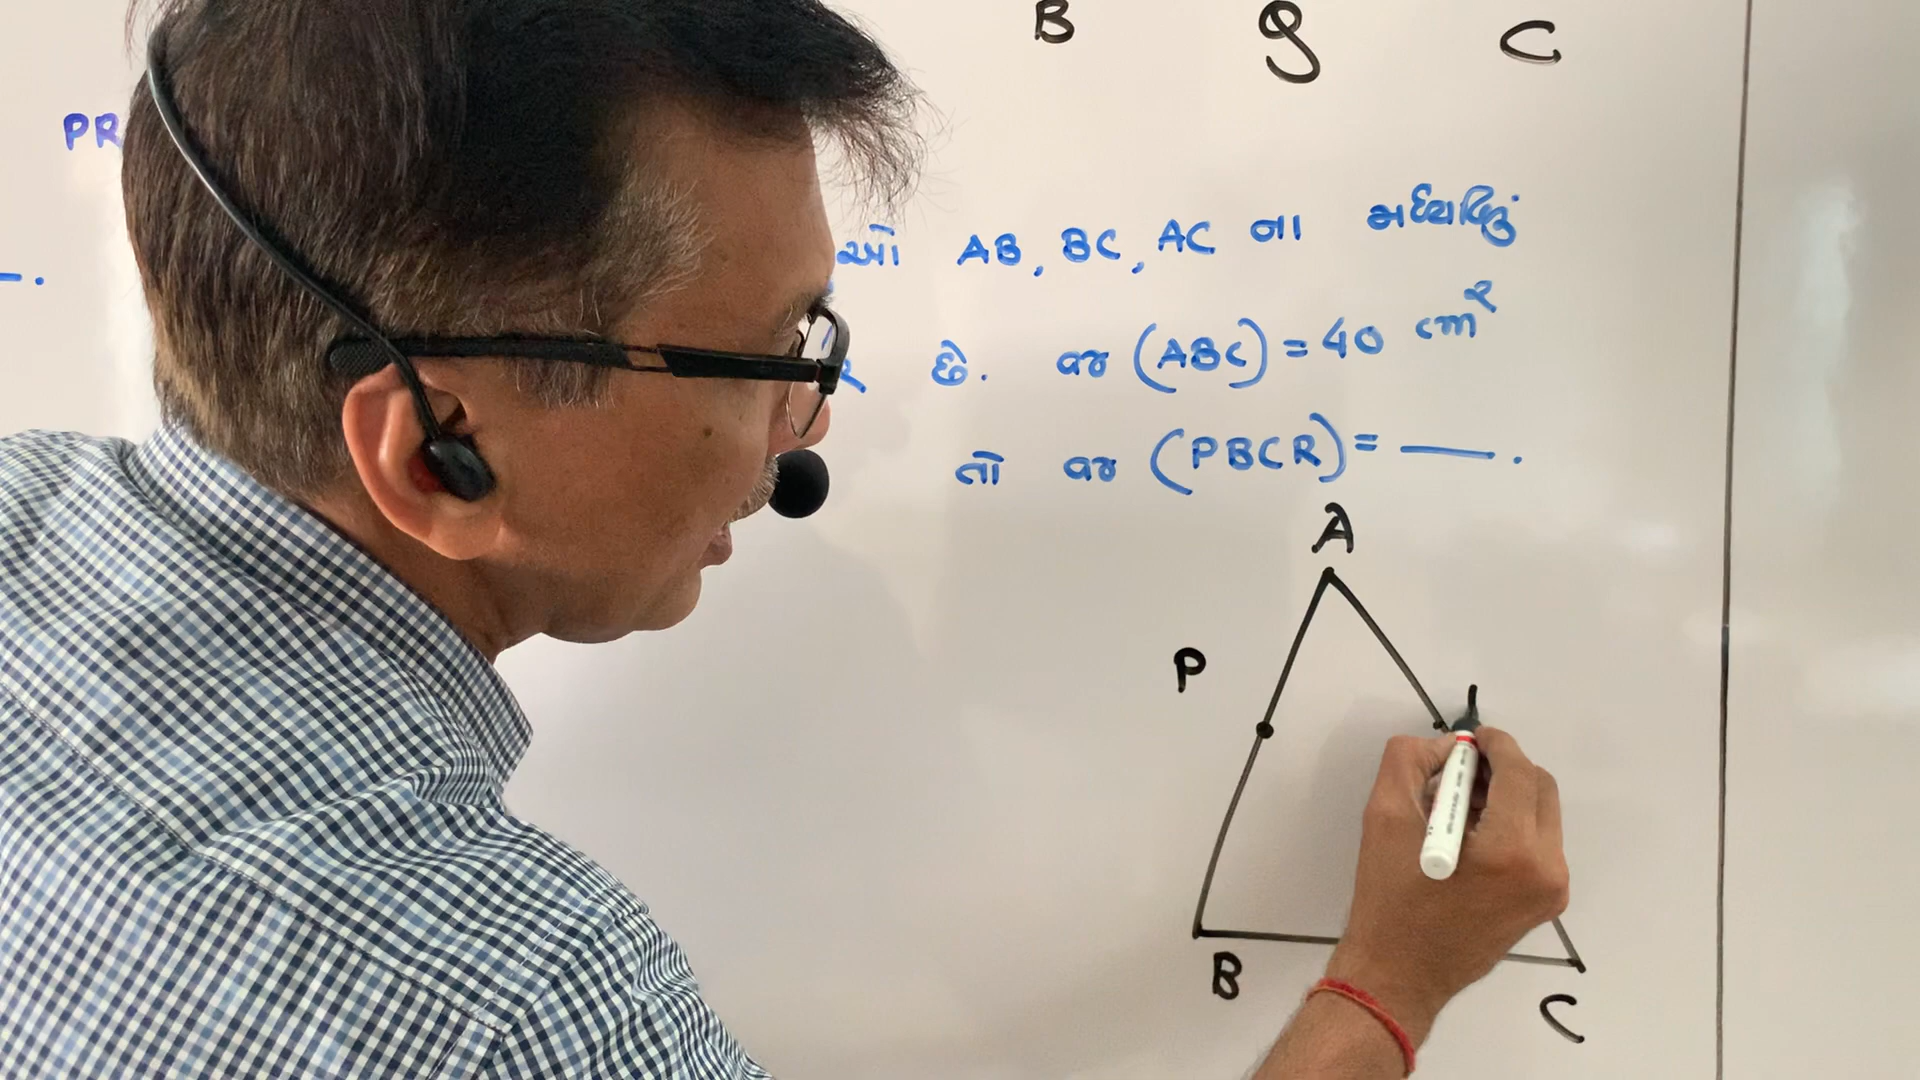 B Q C
PR
AB, BC, AC ના મધ્યબિંદુ
છે. ક્ષ (ABC) = 40 cm²
તો ક્ષ (PBCR) = ___.
A
P
B
C